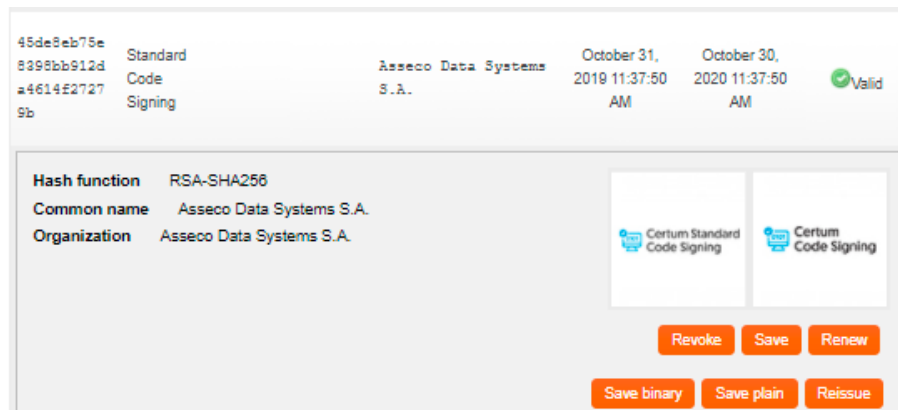 45de8eb75e
8398bb912d
a4614f2727
9b
Standard
Code
Signing
Asseco Data Systems
S.A.
October 31,
2019 11:37:50
AM
October 30,
2020 11:37:50
AM
Valid
Hash function RSA-SHA256
Common name Asseco Data Systems S.A.
Organization Asseco Data Systems S.A.
Certum Standard
Code Signing
Certum
Code Signing
Revoke Save Renew
Save binary Save plain Reissue